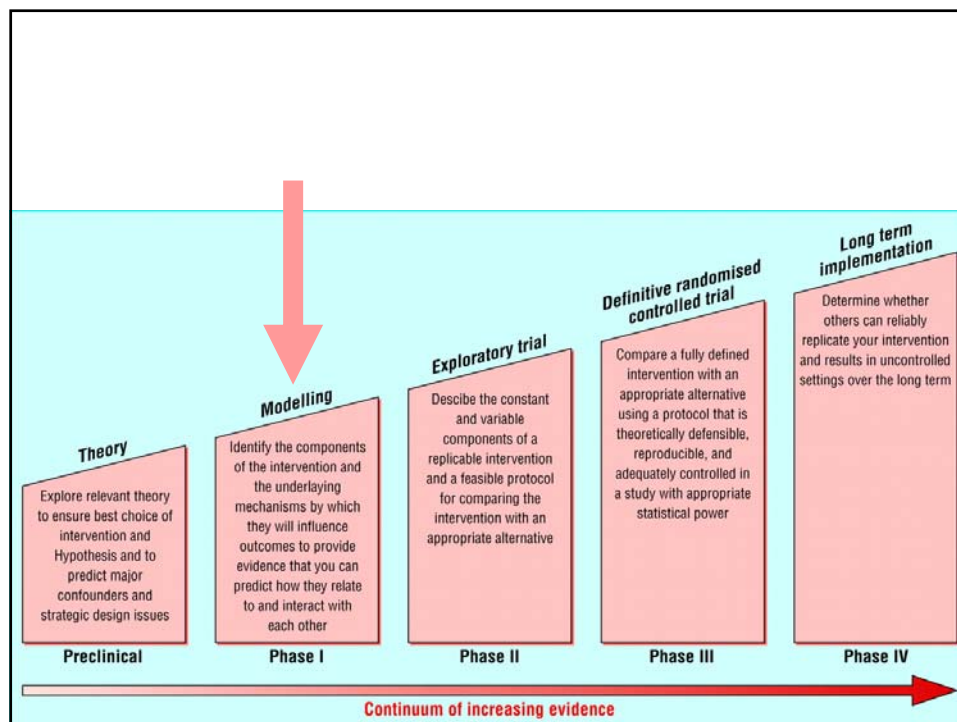 Theory
Explore relevant theory
to ensure best choice of
intervention and
Hypothesis and to
predict major
confounders and
strategic design issues
Preclinical
Modelling
Identify the components
of the intervention and
the underlaying
mechanisms by which
they will influence
outcomes to provide
evidence that you can
predict how they relate
to and interact with
each other
Phase I
Exploratory trial
Descibe the constant
and variable
components of a
replicable intervention
and a feasible protocol
for comparing the
intervention with an
appropriate alternative
Phase II
Definitive randomised
controlled trial
Compare a fully defined
intervention with an
appropriate alternative
using a protocol that is
theoretically defensible,
reproducible, and
adequately controlled in
a study with appropriate
statistical power
Phase III
Long term
implementation
Determine whether
others can reliably
replicate your intervention
and results in uncontrolled
settings over the long term
Phase IV
Continuum of increasing evidence